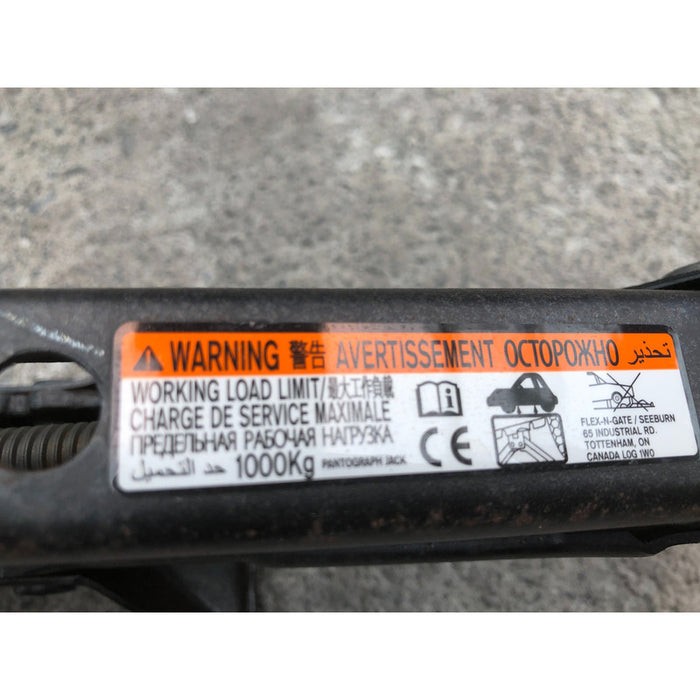 WARNING 警告 AVERTISSEMENT ОСТОРОЖНО تحذير
WORKING LOAD LIMIT/最大工作負載
CHARGE DE SERVICE MAXIMALE
ПРЕДЕЛЬНАЯ РАБОЧАЯ НАГРУЗКА
حد التحميل 1000Kg PANTOGRAPH JACK
CE
FLEX-N-GATE / SEEBURN
65 INDUSTRIAL RD.
TOTTENHAM, ON
CANADA LOG 1W0